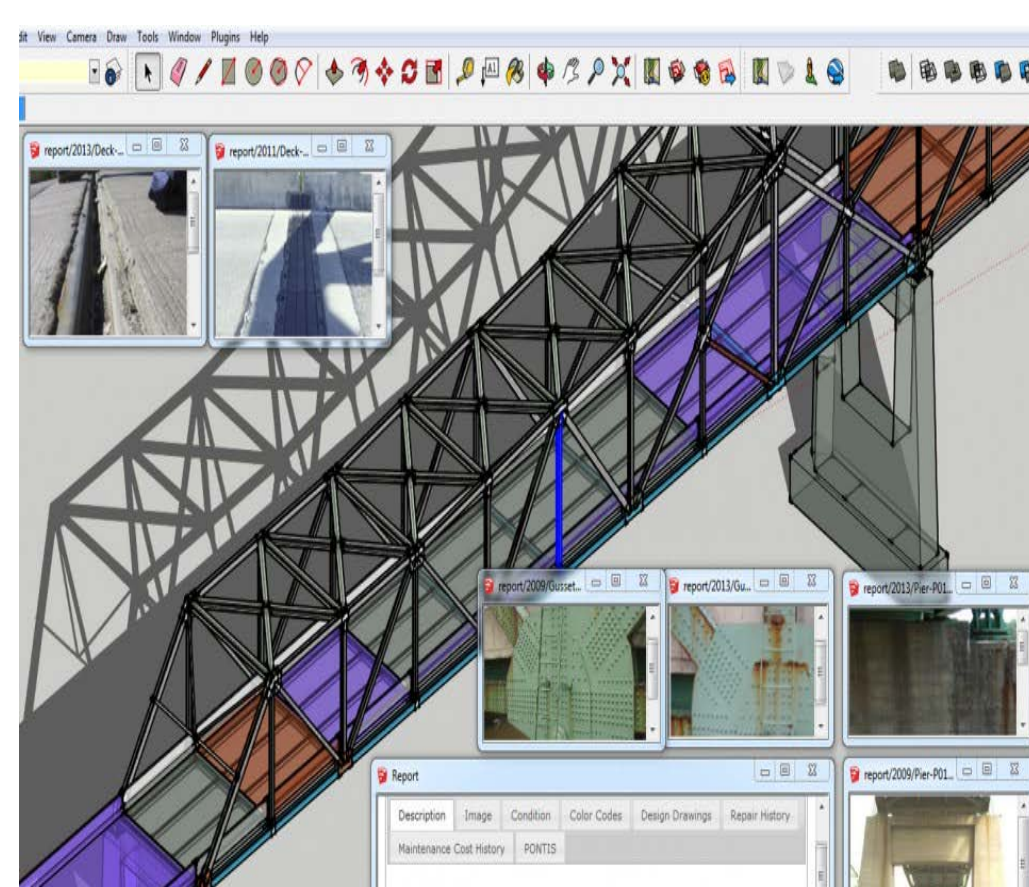 dit View Camera Draw Tools Window Plugins Help
A1
report/2013/Deck-...
report/2011/Deck-...
report/2009/Gusset...
report/2013/Gu...
report/2013/Pier-P01...
Report
report/2009/Pier-P01...
Description Image Condition Color Codes Design Drawings Repair History
Maintenance Cost History PONTIS